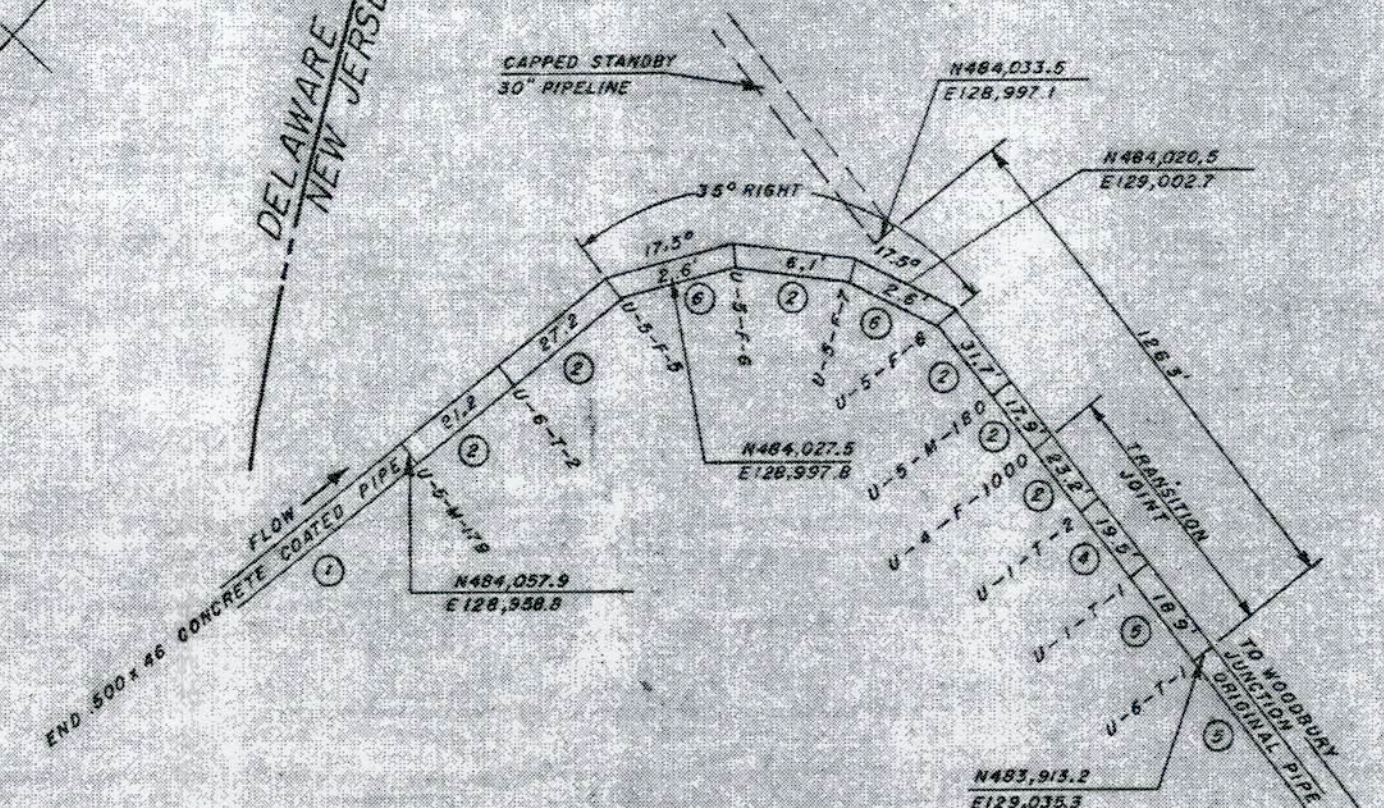 DELAWARE
NEW JERSE
CAPPED STANDBY
30" PIPELINE
N484,033.5
E128,997.1
N484,020.5
E129,002.7
35° RIGHT
17.5°
17.5°
2.6'
6.1'
2.6'
6
2
6
27.2
2
21.2
2
U-5-F-5
U-5-F-9
U-5-F-7
U-5-F-8
31.7'
2
126.3'
17.9'
2
23.2'
2
TRANSITION
JOINT
19.5'
4
18.9'
5
U-6-T-2
U-5-M-179
U-5-M-180
U-4-F-1000
U-1-T-2
U-1-T-1
U-6-T-1
N484,027.5
E128,997.8
FLOW
END .500 x 46 CONCRETE COATED PIPE
1
N484,057.9
E128,958.8
TO WOODBURY
JUNCTION
ORIGINAL PIPE
5
N483,913.2
E129,035.3